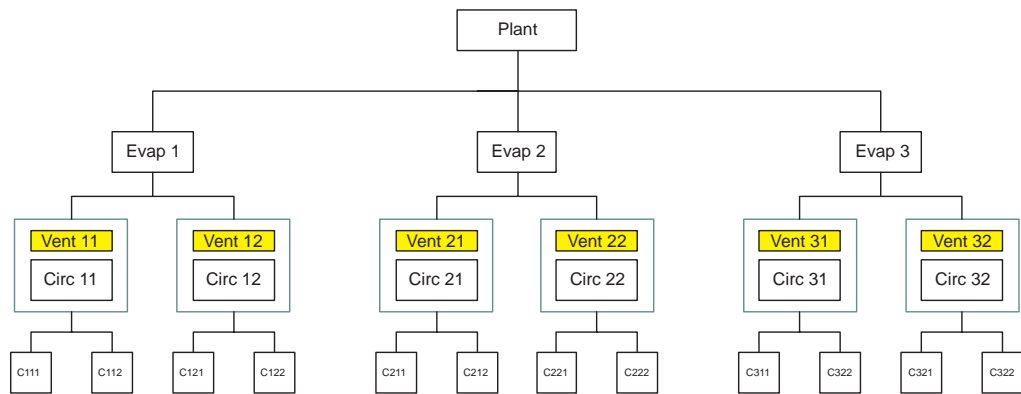 Plant
Evap 1
Evap 2
Evap 3
Vent 11
Vent 12
Vent 21
Vent 22
Vent 31
Vent 32
Circ 11
Circ 12
Circ 21
Circ 22
Circ 31
Circ 32
C111
C112
C121
C122
C211
C212
C221
C222
C311
C322
C321
C322